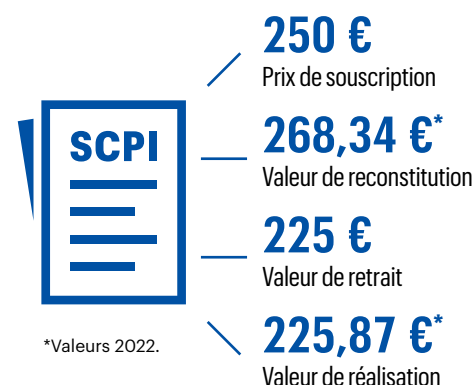 250 €
Prix de souscription
SCPI
268,34 €*
Valeur de reconstitution
225 €
Valeur de retrait
*Valeurs 2022.
225,87 €*
Valeur de réalisation